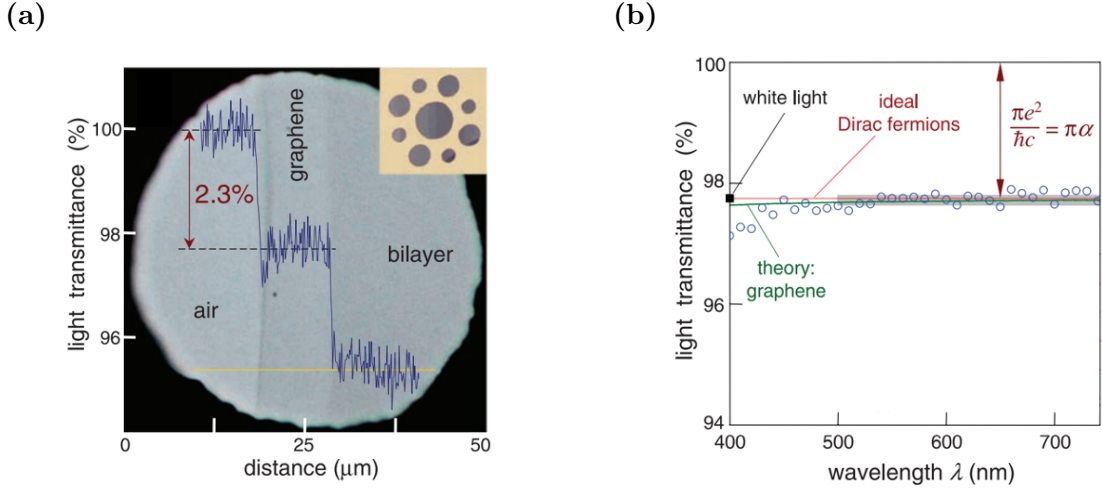 (a)
light transmittance (%)
100
98
96
2.3%
air
graphene
bilayer
0
25
50
distance (μm)
(b)
light transmittance (%)
100
98
96
94
white light
ideal
Dirac fermions
πe²/ħc = πα
theory:
graphene
400
500
600
700
wavelength λ (nm)